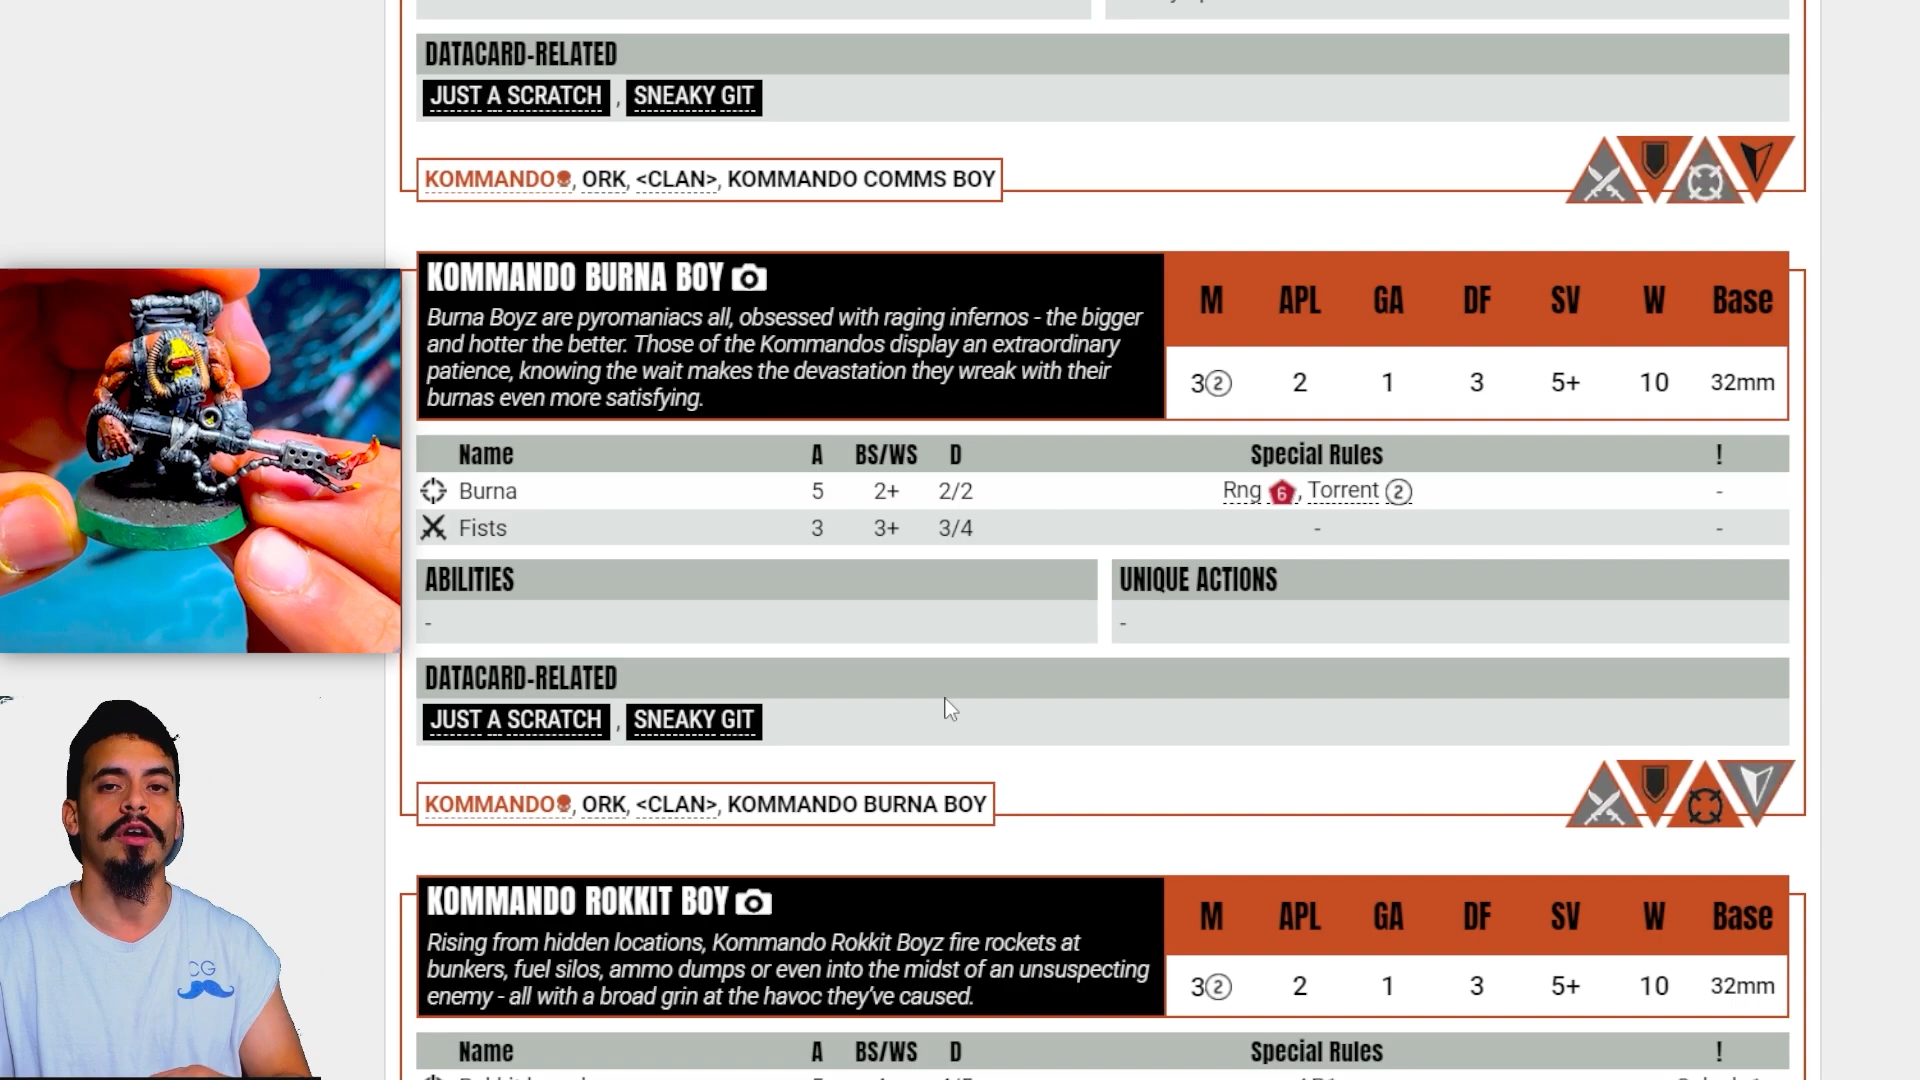 DATACARD-RELATED
JUST A SCRATCH, SNEAKY GIT
KOMMANDO, ORK, <CLAN>, KOMMANDO COMMS BOY
KOMMANDO BURNA BOY
Burna Boyz are pyromaniacs all, obsessed with raging infernos - the bigger
and hotter the better. Those of the Kommandos display an extraordinary
patience, knowing the wait makes the devastation they wreak with their
burnas even more satisfying.
M APL GA DF SV W Base
3② 2 1 3 5+ 10 32mm
Name A BS/WS D Special Rules !
Burna 5 2+ 2/2 Rng 6, Torrent ② -
Fists 3 3+ 3/4 - -
ABILITIES
-
UNIQUE ACTIONS
-
DATACARD-RELATED
JUST A SCRATCH, SNEAKY GIT
KOMMANDO, ORK, <CLAN>, KOMMANDO BURNA BOY
CG
KOMMANDO ROKKIT BOY
Rising from hidden locations, Kommando Rokkit Boyz fire rockets at
bunkers, fuel silos, ammo dumps or even into the midst of an unsuspecting
enemy - all with a broad grin at the havoc they've caused.
M APL GA DF SV W Base
3② 2 1 3 5+ 10 32mm
Name A BS/WS D Special Rules !